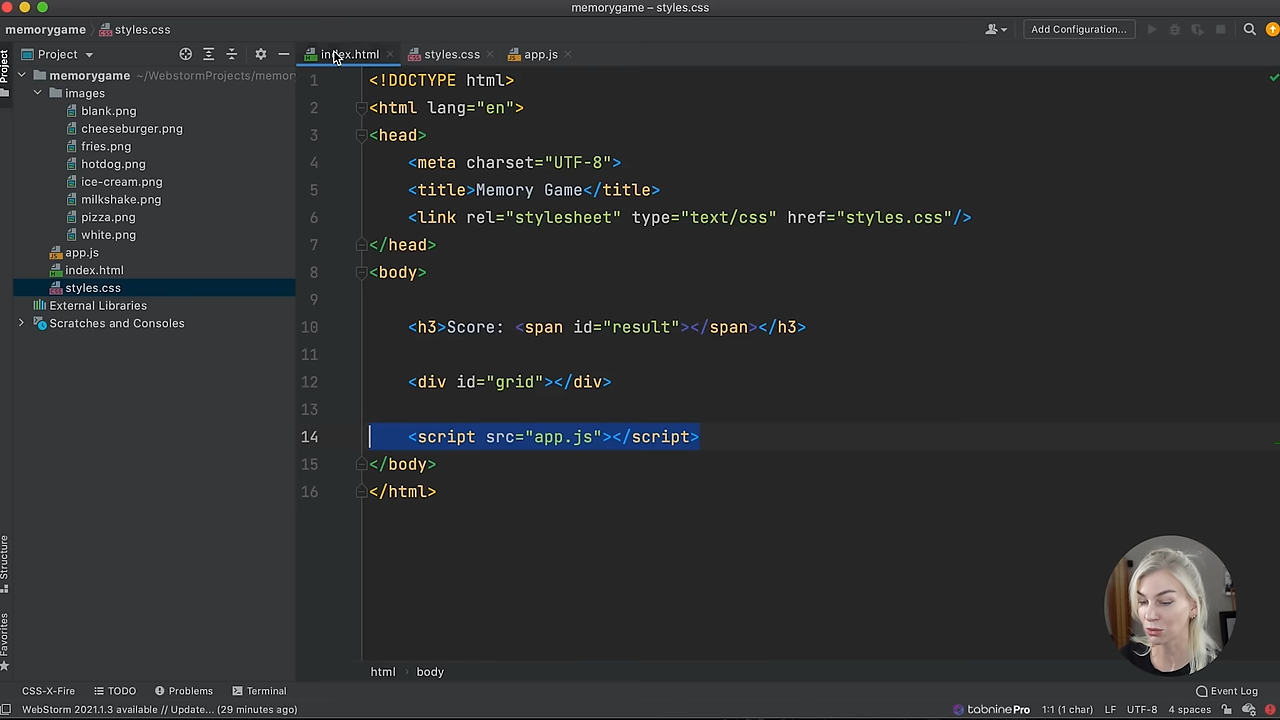 memorygame – styles.css
memorygame styles.css
Add Configuration...
Project
Project
index.html styles.css app.js
memorygame ~/WebstormProjects/memor
images
blank.png
cheeseburger.png
fries.png
hotdog.png
ice-cream.png
milkshake.png
pizza.png
white.png
app.js
index.html
styles.css
External Libraries
Scratches and Consoles
1 <!DOCTYPE html>
2 <html lang="en">
3 <head>
4 <meta charset="UTF-8">
5 <title>Memory Game</title>
6 <link rel="stylesheet" type="text/css" href="styles.css"/>
7 </head>
8 <body>
9
10 <h3>Score: <span id="result"></span></h3>
11
12 <div id="grid"></div>
13
14 <script src="app.js"></script>
15 </body>
16 </html>
Structure
Favorites
html › body
CSS-X-Fire TODO Problems Terminal Event Log
WebStorm 2021.1.3 available // Update... (29 minutes ago) tabninePro 1:1 (1 char) LF UTF-8 4 spaces